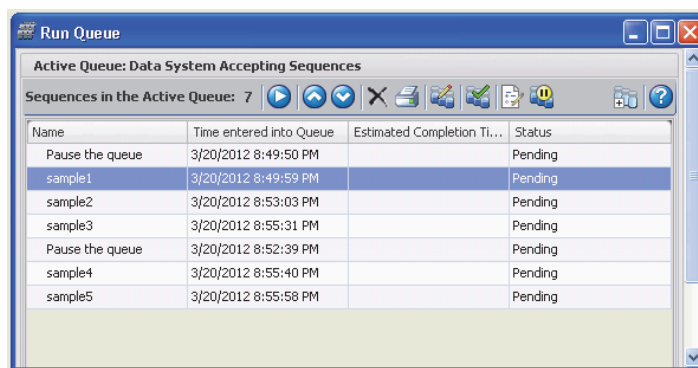 Run Queue
Active Queue: Data System Accepting Sequences
Sequences in the Active Queue: 7
Name Time entered into Queue Estimated Completion Ti... Status
Pause the queue 3/20/2012 8:49:50 PM Pending
sample1 3/20/2012 8:49:59 PM Pending
sample2 3/20/2012 8:53:03 PM Pending
sample3 3/20/2012 8:55:31 PM Pending
Pause the queue 3/20/2012 8:52:39 PM Pending
sample4 3/20/2012 8:55:40 PM Pending
sample5 3/20/2012 8:55:58 PM Pending